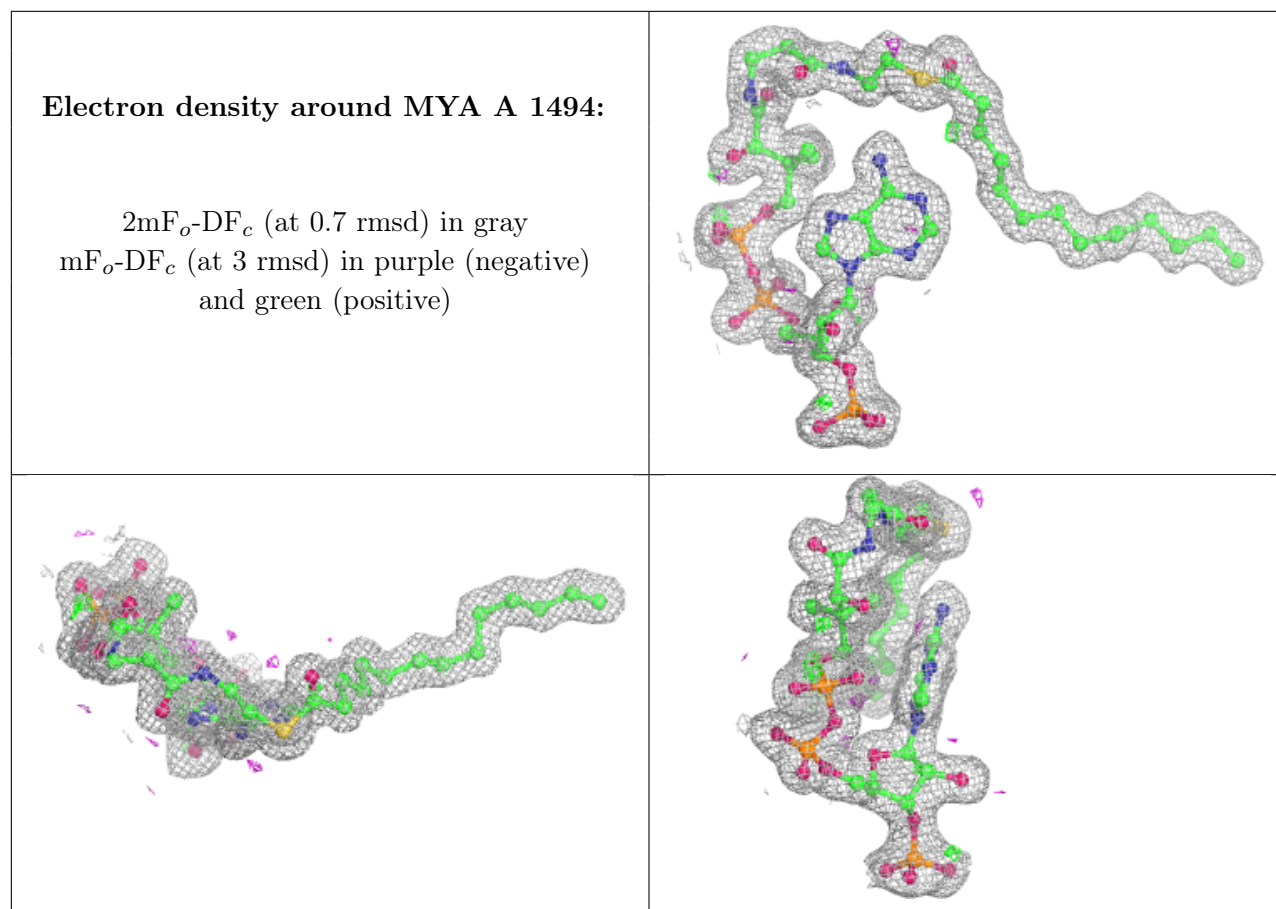 Electron density around MYA A 1494:
2mFo-DFc (at 0.7 rmsd) in gray
mFo-DFc (at 3 rmsd) in purple (negative)
and green (positive)